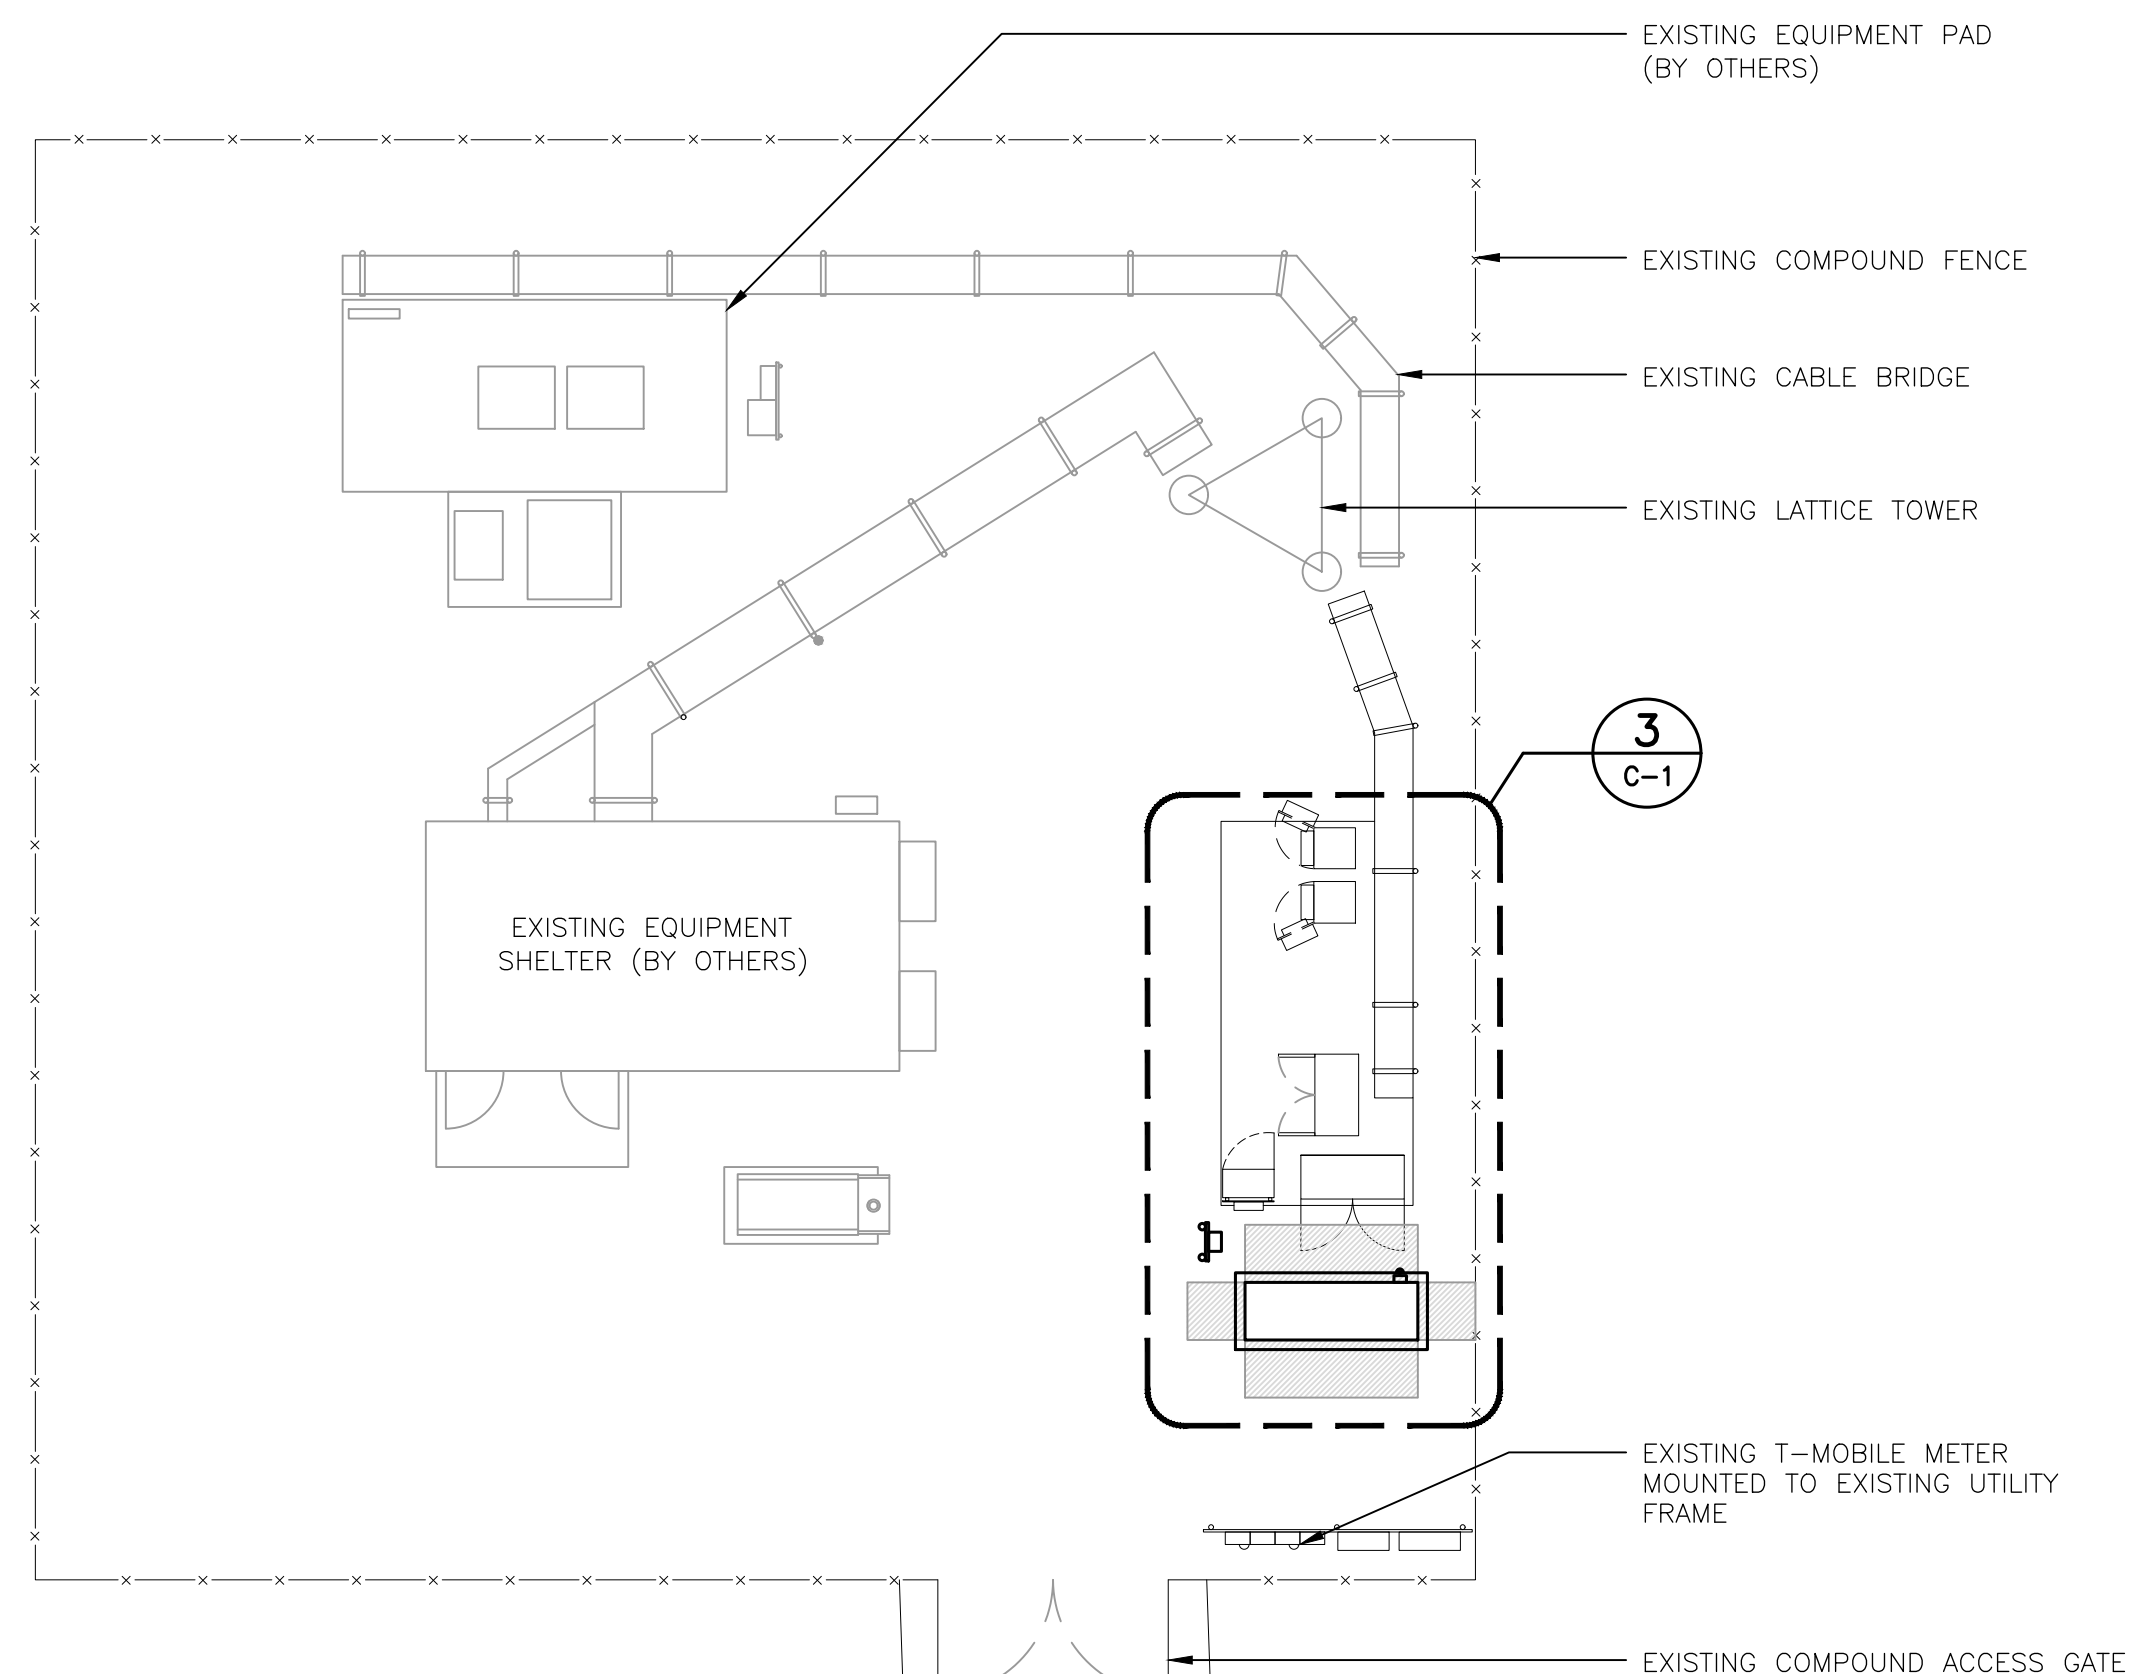 EXISTING EQUIPMENT PAD
(BY OTHERS)
EXISTING COMPOUND FENCE
EXISTING CABLE BRIDGE
EXISTING LATTICE TOWER
3
C-1
EXISTING EQUIPMENT
SHELTER (BY OTHERS)
EXISTING T-MOBILE METER
MOUNTED TO EXISTING UTILITY
FRAME
EXISTING COMPOUND ACCESS GATE